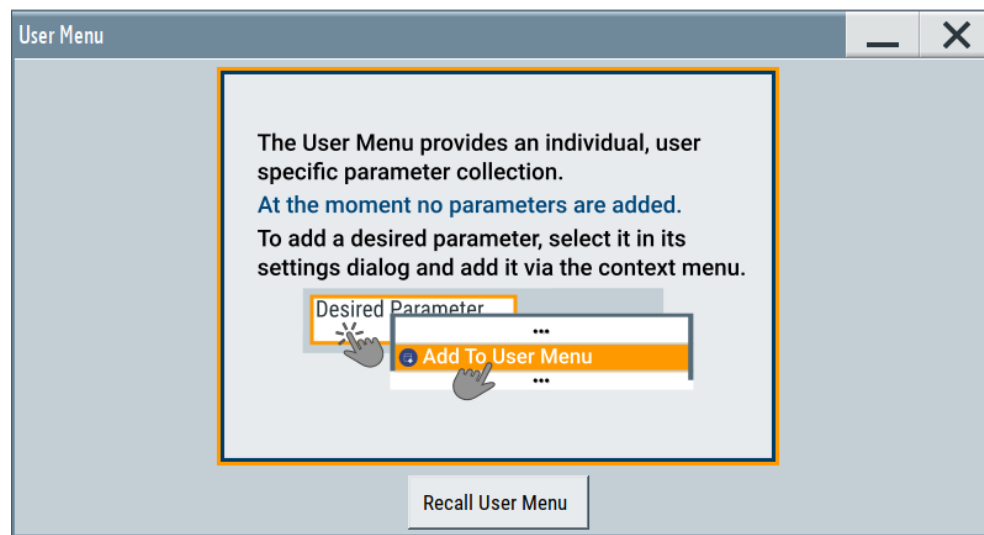 User Menu
The User Menu provides an individual, user
specific parameter collection.
At the moment no parameters are added.
To add a desired parameter, select it in its
settings dialog and add it via the context menu.
Desired Parameter
...
Add To User Menu
...
Recall User Menu